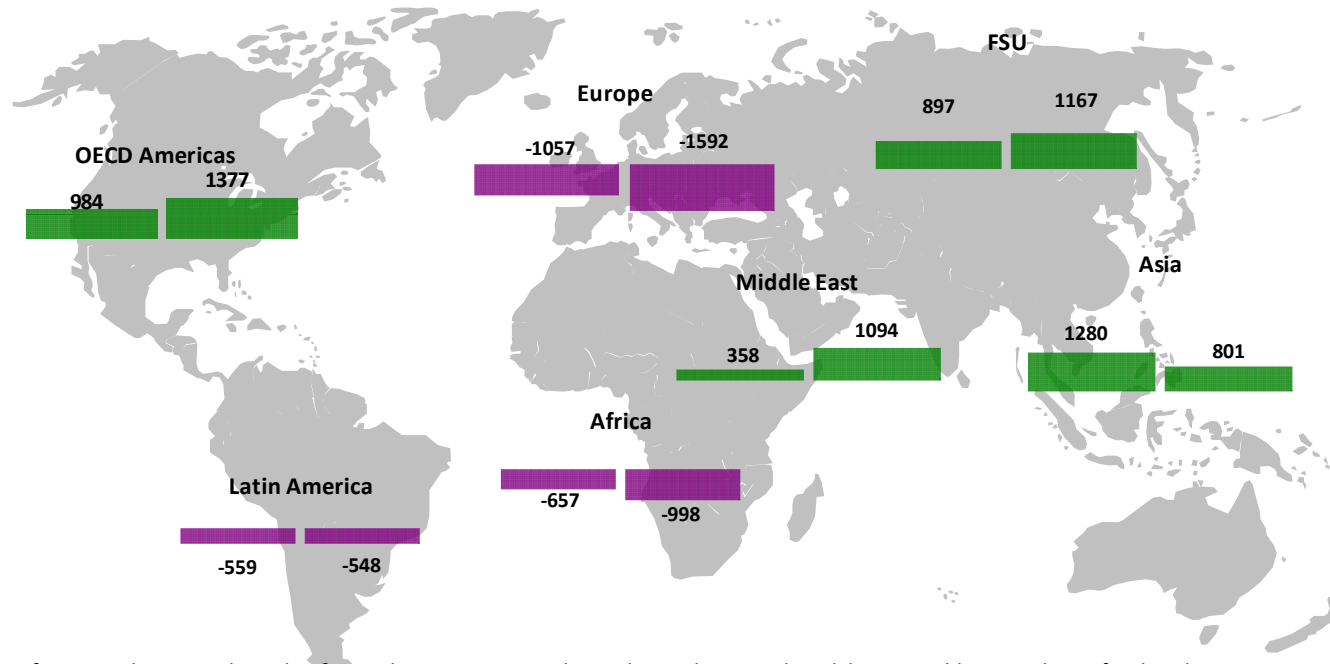 FSU
897
1167
Europe
-1057
-1592
OECD Americas
984
1377
Asia
1280
801
Middle East
358
1094
Africa
-657
-998
Latin America
-559
-548